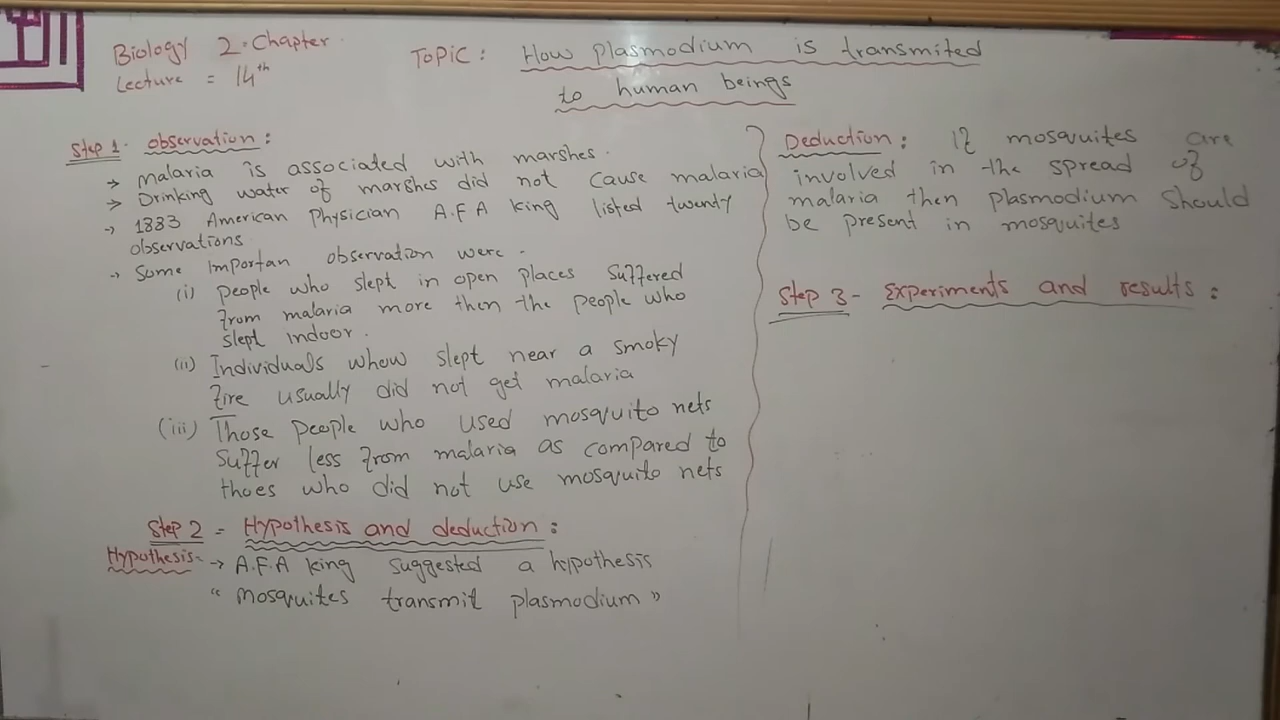 Biology 2. Chapter
Lecture = 14th
Topic: How plasmodium is transmited
to human beings
Step 1. observation:
→ malaria is associated with marshes.
→ Drinking water of marshes did not cause malaria
→ 1883 American Physician A.F.A king listed twenty
observations.
→ Some importan observation were -
(i) people who slept in open places suffered
from malaria more then the people who
slept indoor.
(ii) Individuals whow slept near a smoky
fire usually did not get malaria
(iii) Those people who used mosquito nets
suffer less from malaria as compared to
thoes who did not use mosquito nets
Step 2 = Hypothesis and deduction:
Hypothesis- → A.F.A king suggested a hypothesis
“ mosquites transmit plasmodium ”
Deduction: If mosquites are
involved in the spread of
malaria then plasmodium should
be present in mosquites
Step 3- Experiments and results: